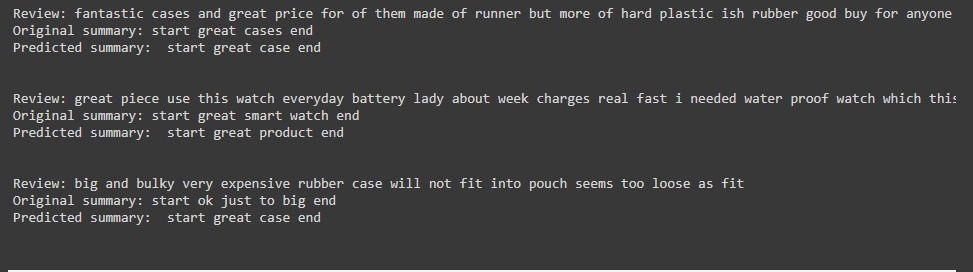 Review: fantastic cases and great price for of them made of runner but more of hard plastic ish rubber good buy for anyone
Original summary: start great cases end
Predicted summary:  start great case end
Review: great piece use this watch everyday battery lady about week charges real fast i needed water proof watch which this
Original summary: start great smart watch end
Predicted summary:  start great product end
Review: big and bulky very expensive rubber case will not fit into pouch seems too loose as fit
Original summary: start ok just to big end
Predicted summary:  start great case end